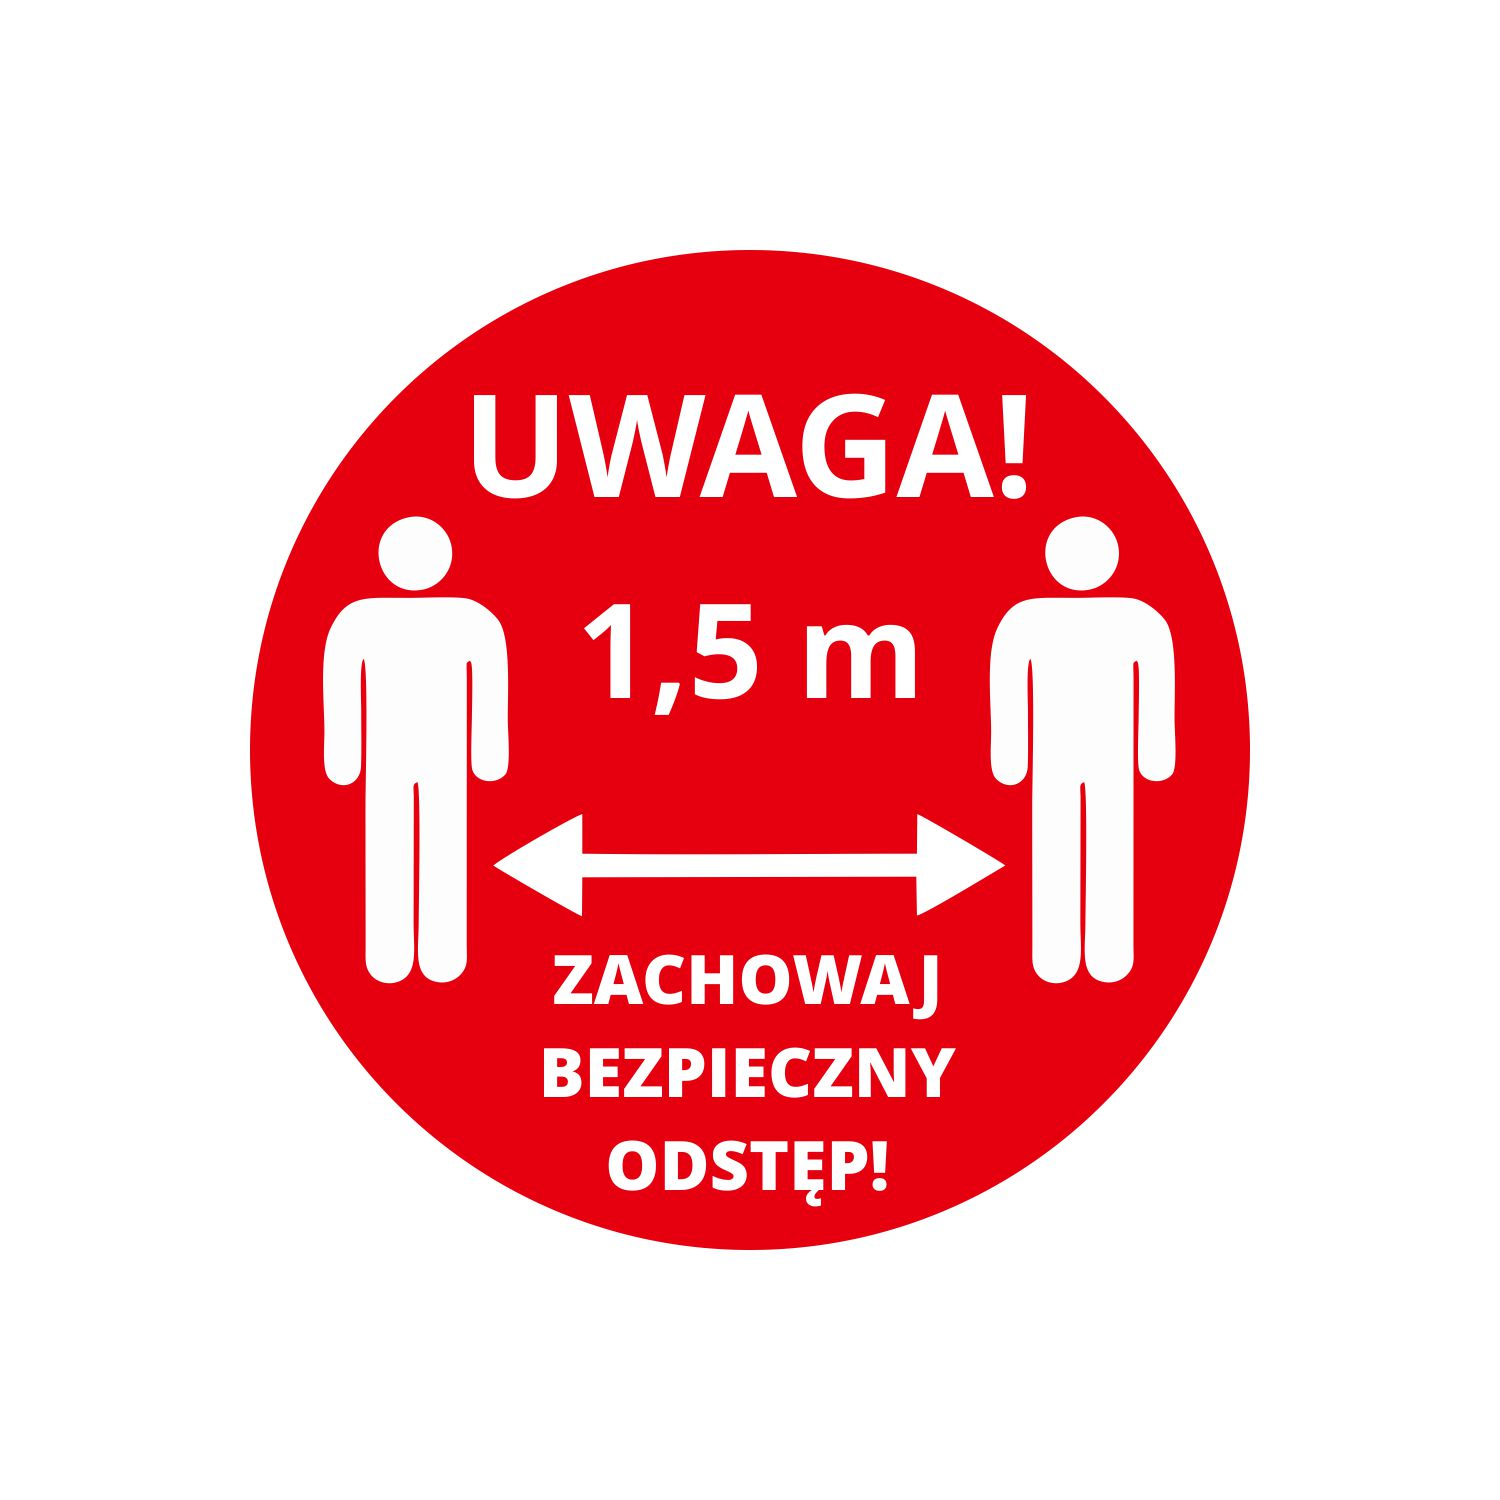 UWAGA!
1,5 m
ZACHOWAJ
BEZPIECZNY
ODSTĘP!